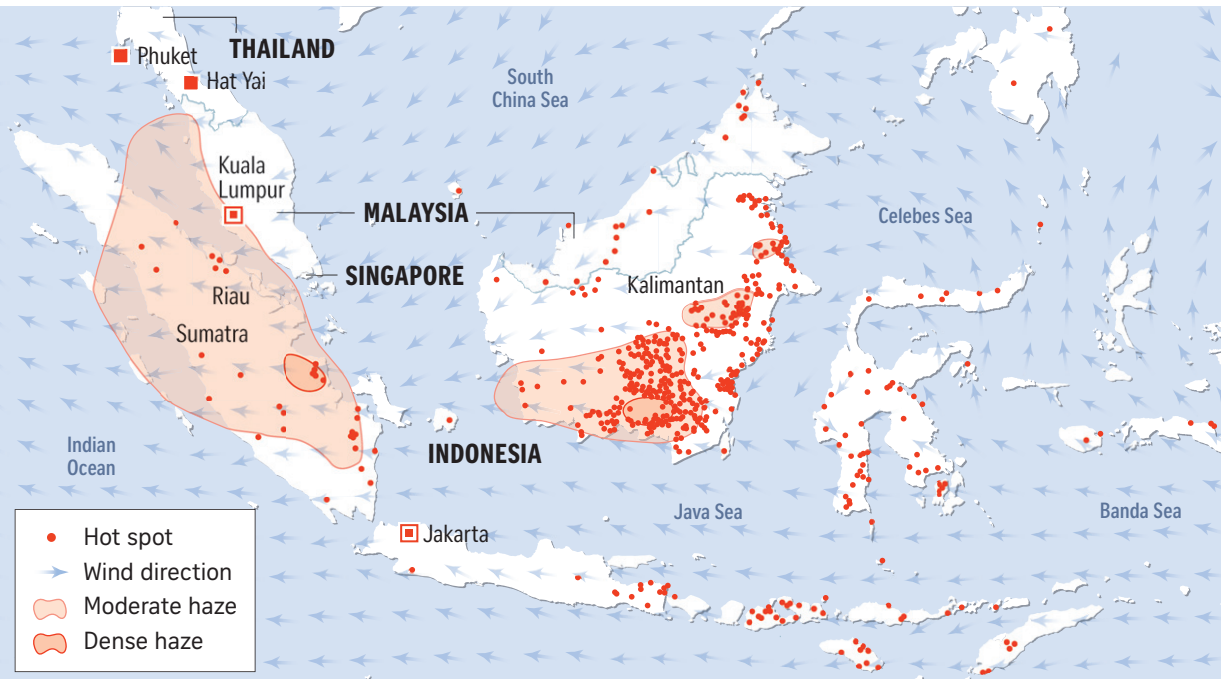 THAILAND
Phuket
Hat Yai
South
China Sea
Kuala
Lumpur
MALAYSIA
Celebes Sea
SINGAPORE
Kalimantan
Riau
Sumatra
Indian
Ocean
INDONESIA
Java Sea
Banda Sea
Jakarta
Hot spot
Wind direction
Moderate haze
Dense haze